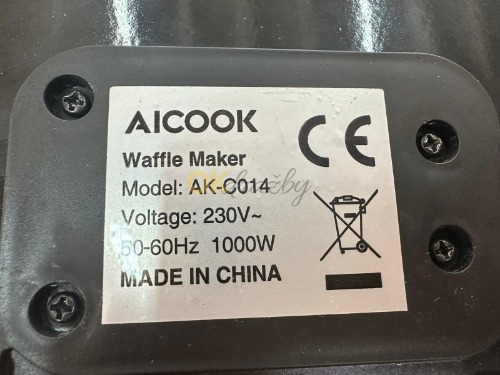 AICOOK
CE
Waffle Maker
Model: AK-C014
Voltage: 230V~
50-60Hz 1000W
MADE IN CHINA